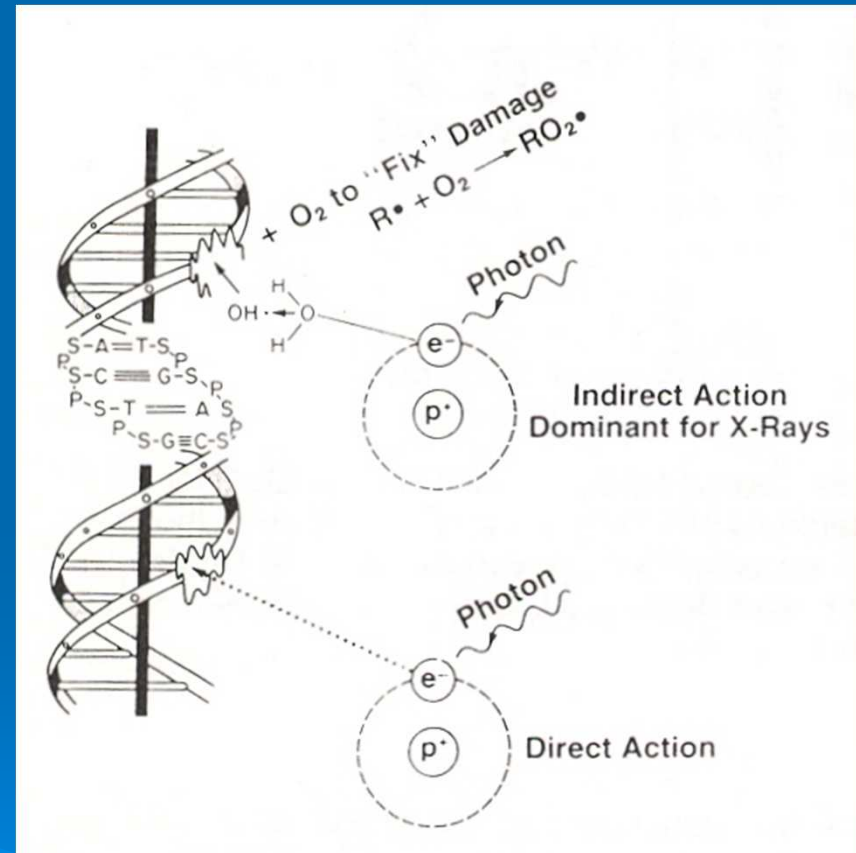 + O₂ to "Fix" Damage
R• + O₂ → RO₂•
Photon
H
OH· ← O
H
e⁻
p⁺
Indirect Action
Dominant for X-Rays
S-A=T-S
P P
S-C≡G-S
P P
S-T=A S
P P
S-G≡C-S
Photon
e⁻
p⁺
Direct Action